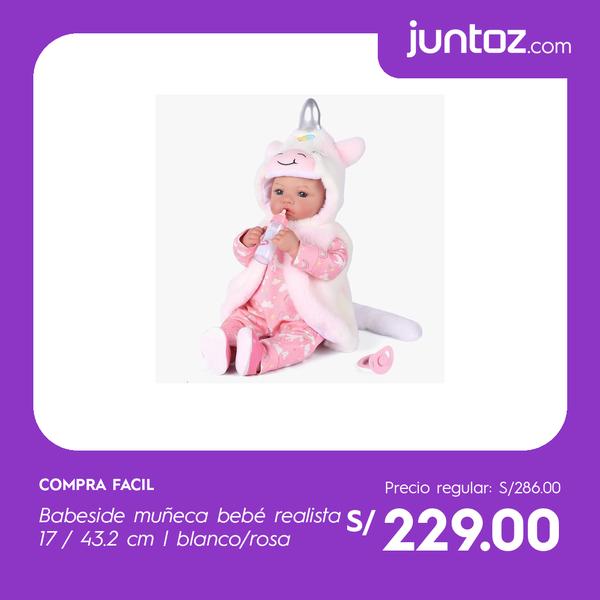 juntoz.com
COMPRA FACIL
Babeside muñeca bebé realista
17 / 43.2 cm | blanco/rosa
Precio regular: S/286.00
S/ 229.00